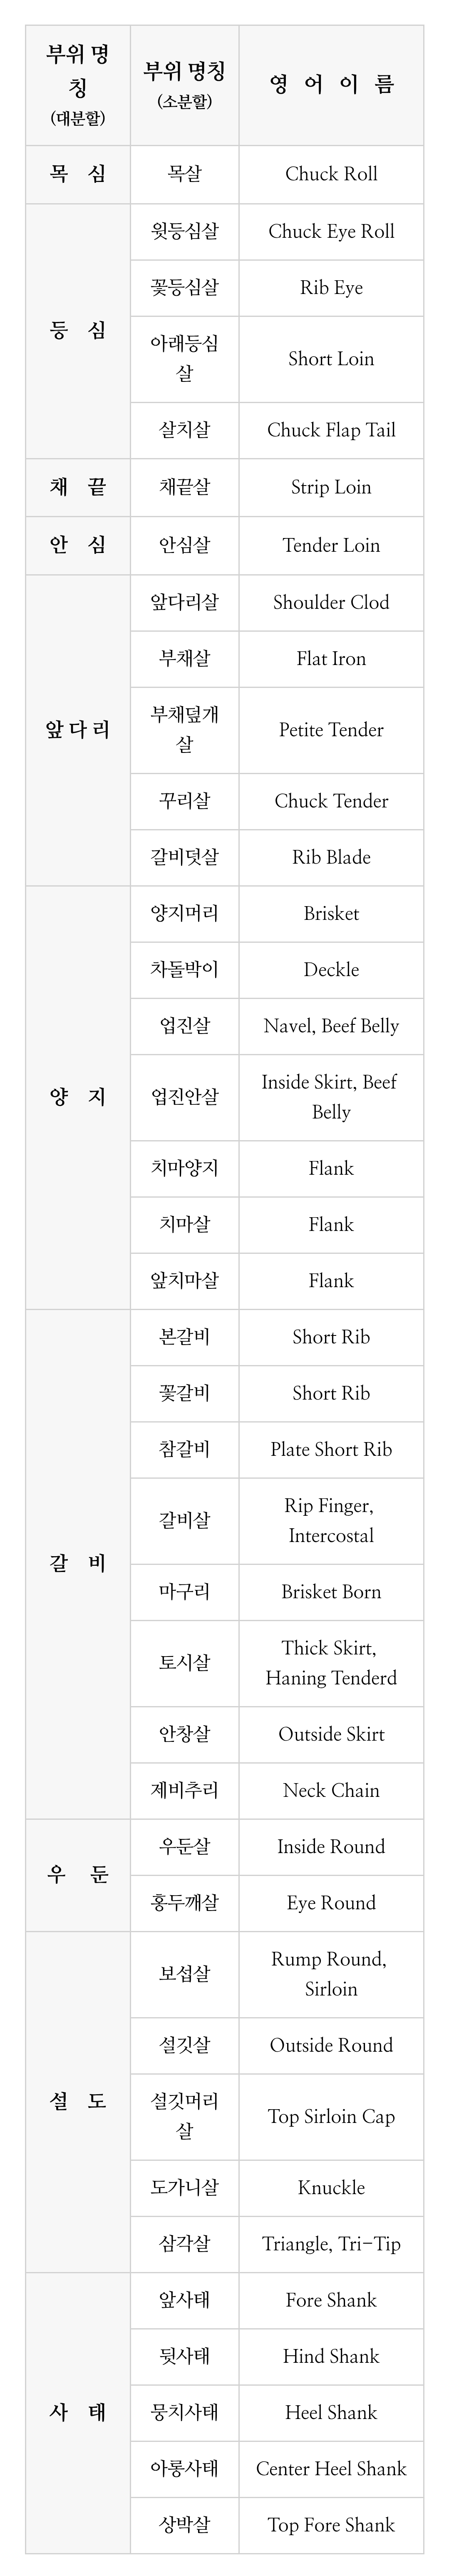 부위 명
칭
(대분할)
부위 명칭
(소분할)
영 어 이 름
목 심
목살
Chuck Roll
등 심
윗등심살
Chuck Eye Roll
꽃등심살
Rib Eye
아래등심
살
Short Loin
살치살
Chuck Flap Tail
채 끝
채끝살
Strip Loin
안 심
안심살
Tender Loin
앞다리
앞다리살
Shoulder Clod
부채살
Flat Iron
부채덮개
살
Petite Tender
꾸리살
Chuck Tender
갈비덧살
Rib Blade
양 지
양지머리
Brisket
차돌박이
Deckle
업진살
Navel, Beef Belly
업진안살
Inside Skirt, Beef
Belly
치마양지
Flank
치마살
Flank
앞치마살
Flank
갈 비
본갈비
Short Rib
꽃갈비
Short Rib
참갈비
Plate Short Rib
갈비살
Rip Finger,
Intercostal
마구리
Brisket Born
토시살
Thick Skirt,
Haning Tenderd
안창살
Outside Skirt
제비추리
Neck Chain
우 둔
우둔살
Inside Round
홍두깨살
Eye Round
설 도
보섭살
Rump Round,
Sirloin
설깃살
Outside Round
설깃머리
살
Top Sirloin Cap
도가니살
Knuckle
삼각살
Triangle, Tri-Tip
사 태
앞사태
Fore Shank
뒷사태
Hind Shank
뭉치사태
Heel Shank
아롱사태
Center Heel Shank
상박살
Top Fore Shank